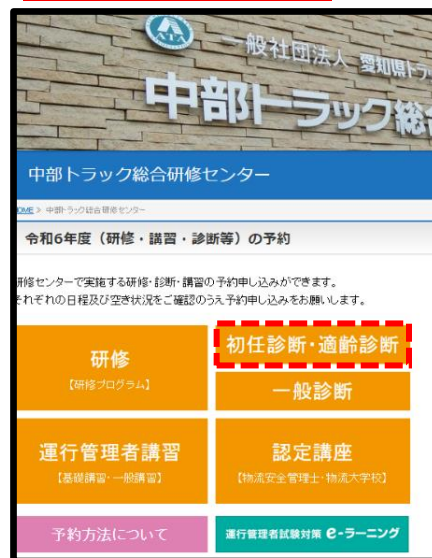 ATA
一般社団法人 愛知県トラ
中部トラック総
中部トラック総合研修センター
HOME > 中部トラック総合研修センター
令和6年度（研修・講習・診断等）の予約
研修センターで実施する研修・診断・講習の予約申し込みができます。
それぞれの日程及び空き状況をご確認のうえ予約申し込みをお願いします。
研修
【研修プログラム】
初任診断・適齢診断
一般診断
運行管理者講習
【基礎講習・一般講習】
認定講座
【物流安全管理士・物流大学校】
予約方法について
運行管理者試験対策 e-ラーニング